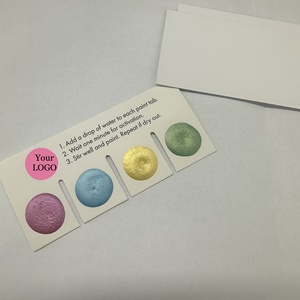 Your
LOGO
1. Add a drop of water to each paint tab.
2. Wait one minute for activation.
3. Stir well and paint. Repeat if dry out.